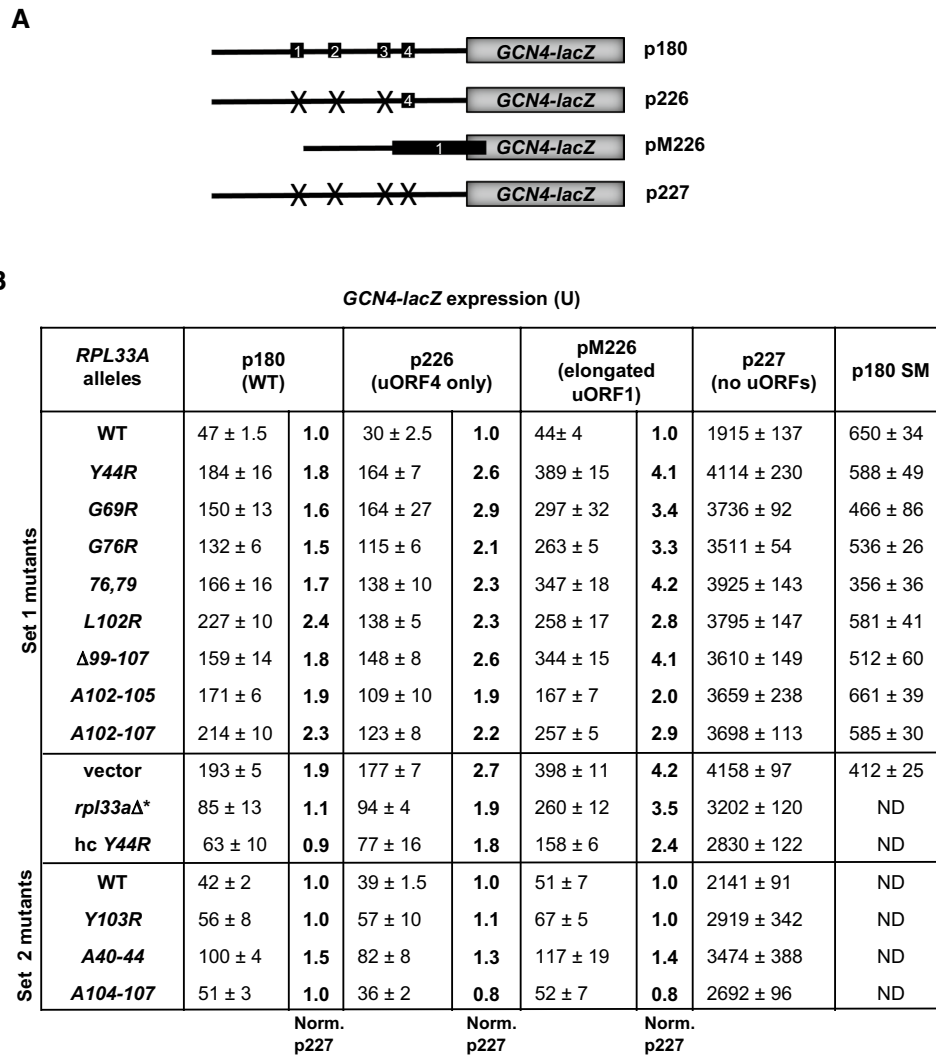 A
1 2 3 4 GCN4-lacZ p180
4 GCN4-lacZ p226
1 GCN4-lacZ pM226
GCN4-lacZ p227
B
GCN4-lacZ expression (U)
RPL33A alleles p180 (WT) p226 (uORF4 only) pM226 (elongated uORF1) p227 (no uORFs) p180 SM
Set 1 mutants
WT 47 ± 1.5 1.0 30 ± 2.5 1.0 44± 4 1.0 1915 ± 137 650 ± 34
Y44R 184 ± 16 1.8 164 ± 7 2.6 389 ± 15 4.1 4114 ± 230 588 ± 49
G69R 150 ± 13 1.6 164 ± 27 2.9 297 ± 32 3.4 3736 ± 92 466 ± 86
G76R 132 ± 6 1.5 115 ± 6 2.1 263 ± 5 3.3 3511 ± 54 536 ± 26
76,79 166 ± 16 1.7 138 ± 10 2.3 347 ± 18 4.2 3925 ± 143 356 ± 36
L102R 227 ± 10 2.4 138 ± 5 2.3 258 ± 17 2.8 3795 ± 147 581 ± 41
Δ99-107 159 ± 14 1.8 148 ± 8 2.6 344 ± 15 4.1 3610 ± 149 512 ± 60
A102-105 171 ± 6 1.9 109 ± 10 1.9 167 ± 7 2.0 3659 ± 238 661 ± 39
A102-107 214 ± 10 2.3 123 ± 8 2.2 257 ± 5 2.9 3698 ± 113 585 ± 30
vector 193 ± 5 1.9 177 ± 7 2.7 398 ± 11 4.2 4158 ± 97 412 ± 25
rpl33aΔ* 85 ± 13 1.1 94 ± 4 1.9 260 ± 12 3.5 3202 ± 120 ND
hc Y44R 63 ± 10 0.9 77 ± 16 1.8 158 ± 6 2.4 2830 ± 122 ND
Set 2 mutants
WT 42 ± 2 1.0 39 ± 1.5 1.0 51 ± 7 1.0 2141 ± 91 ND
Y103R 56 ± 8 1.0 57 ± 10 1.1 67 ± 5 1.0 2919 ± 342 ND
A40-44 100 ± 4 1.5 82 ± 8 1.3 117 ± 19 1.4 3474 ± 388 ND
A104-107 51 ± 3 1.0 36 ± 2 0.8 52 ± 7 0.8 2692 ± 96 ND
Norm. Norm. Norm.
p227 p227 p227